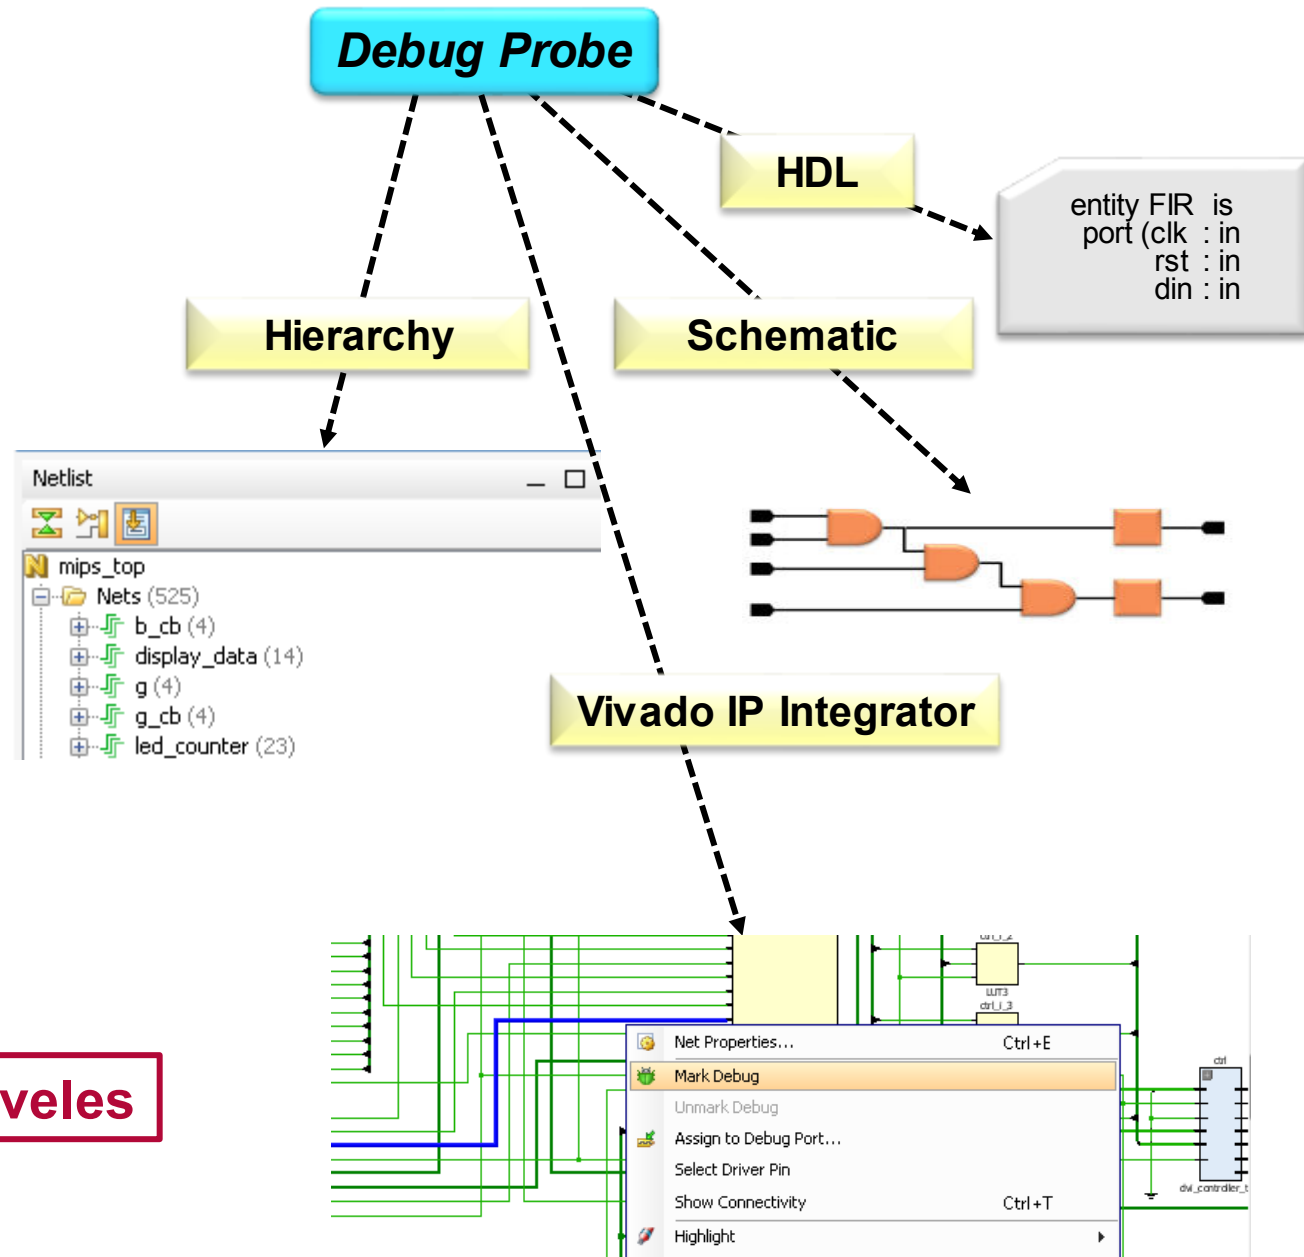 Debug Probe
HDL
entity FIR is
port (clk : in
rst : in
din : in
Hierarchy
Schematic
Netlist
mips_top
Nets (525)
b_cb (4)
display_data (14)
g (4)
g_cb (4)
led_counter (23)
Vivado IP Integrator
ctrl_i_2
LUT3
ctrl_i_3
Net Properties... Ctrl+E
Mark Debug
Unmark Debug
Assign to Debug Port...
Select Driver Pin
Show Connectivity Ctrl+T
Highlight
ctrl
dvi_controller_t
veles